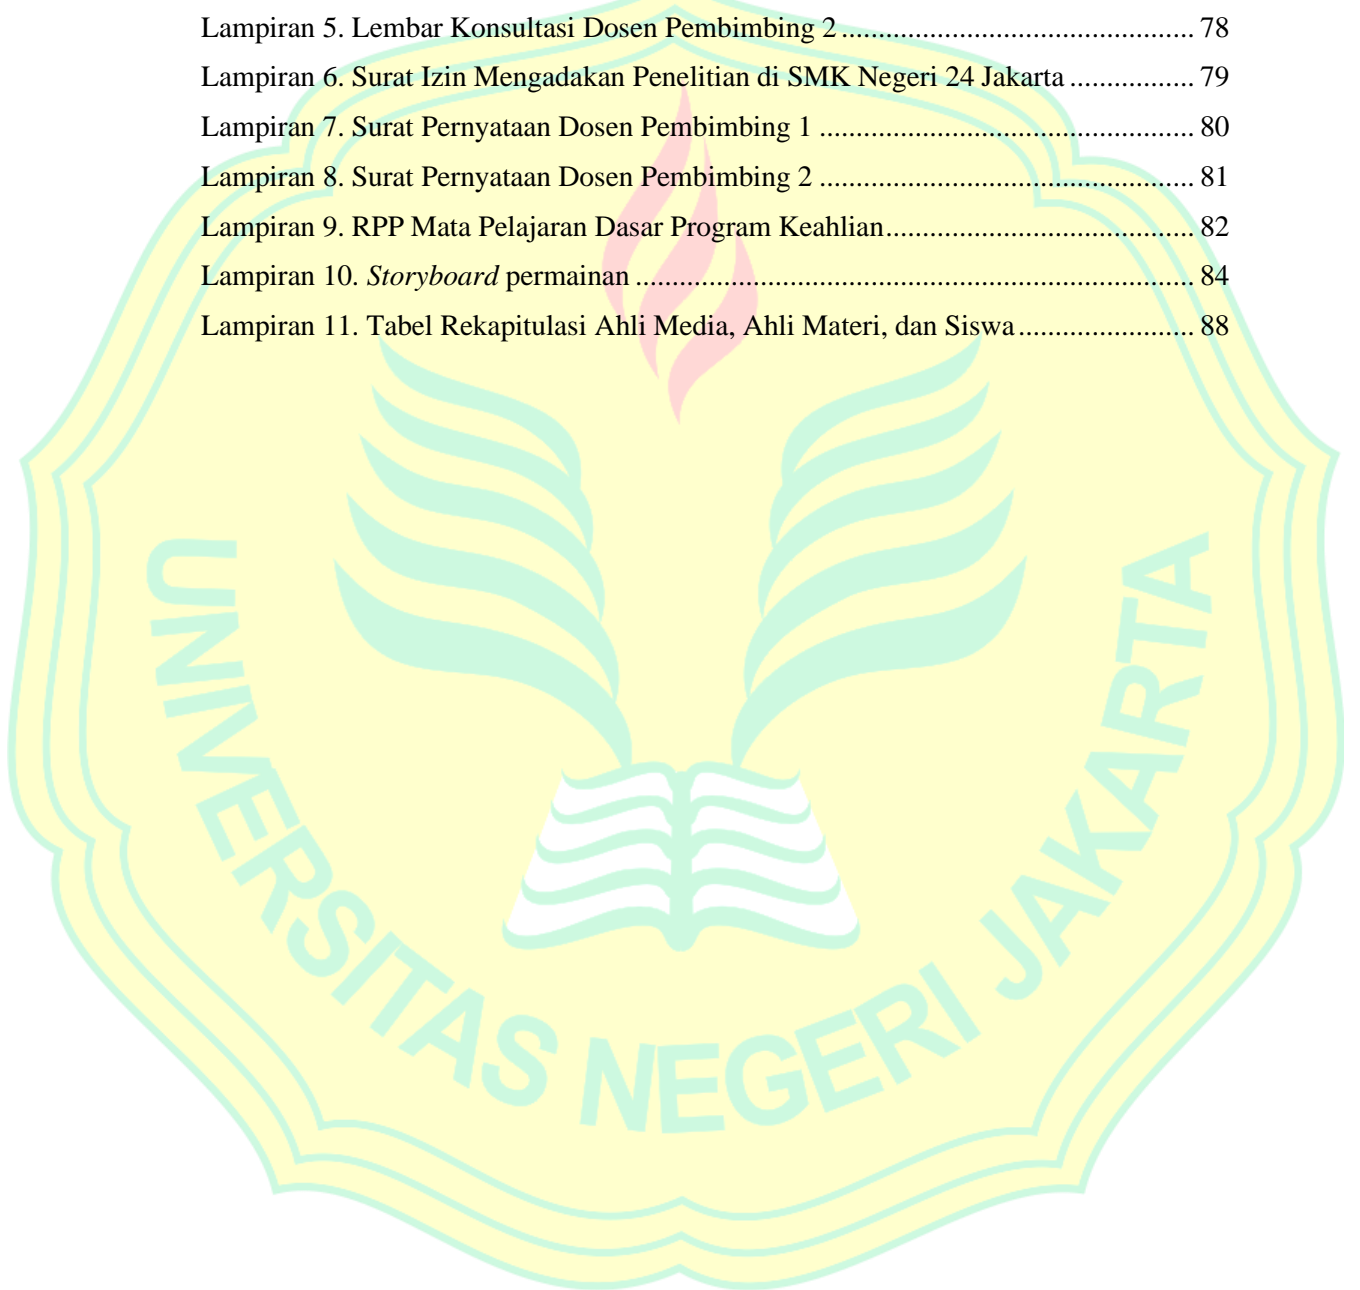 Lampiran 5. Lembar Konsultasi Dosen Pembimbing 2 ............................................... 78
Lampiran 6. Surat Izin Mengadakan Penelitian di SMK Negeri 24 Jakarta ................. 79
Lampiran 7. Surat Pernyataan Dosen Pembimbing 1 .................................................. 80
Lampiran 8. Surat Pernyataan Dosen Pembimbing 2 .................................................. 81
Lampiran 9. RPP Mata Pelajaran Dasar Program Keahlian......................................... 82
Lampiran 10. Storyboard permainan ........................................................................... 84
Lampiran 11. Tabel Rekapitulasi Ahli Media, Ahli Materi, dan Siswa........................ 88
UNIVERSITAS NEGERI JAKARTA